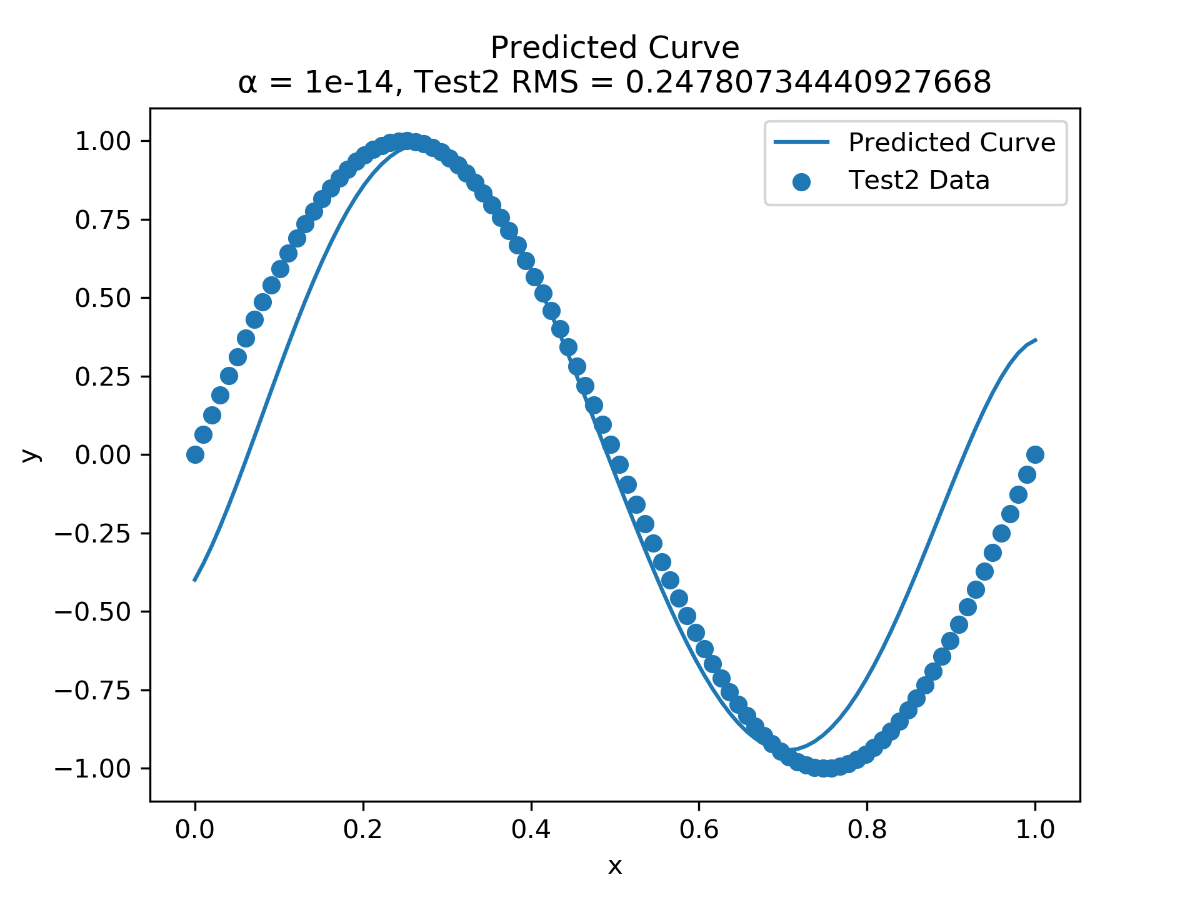 Predicted Curve
α = 1e-14, Test2 RMS = 0.24780734440927668
Predicted Curve
Test2 Data
1.00
0.75
0.50
0.25
0.00
−0.25
−0.50
−0.75
−1.00
y
0.0 0.2 0.4 0.6 0.8 1.0
x